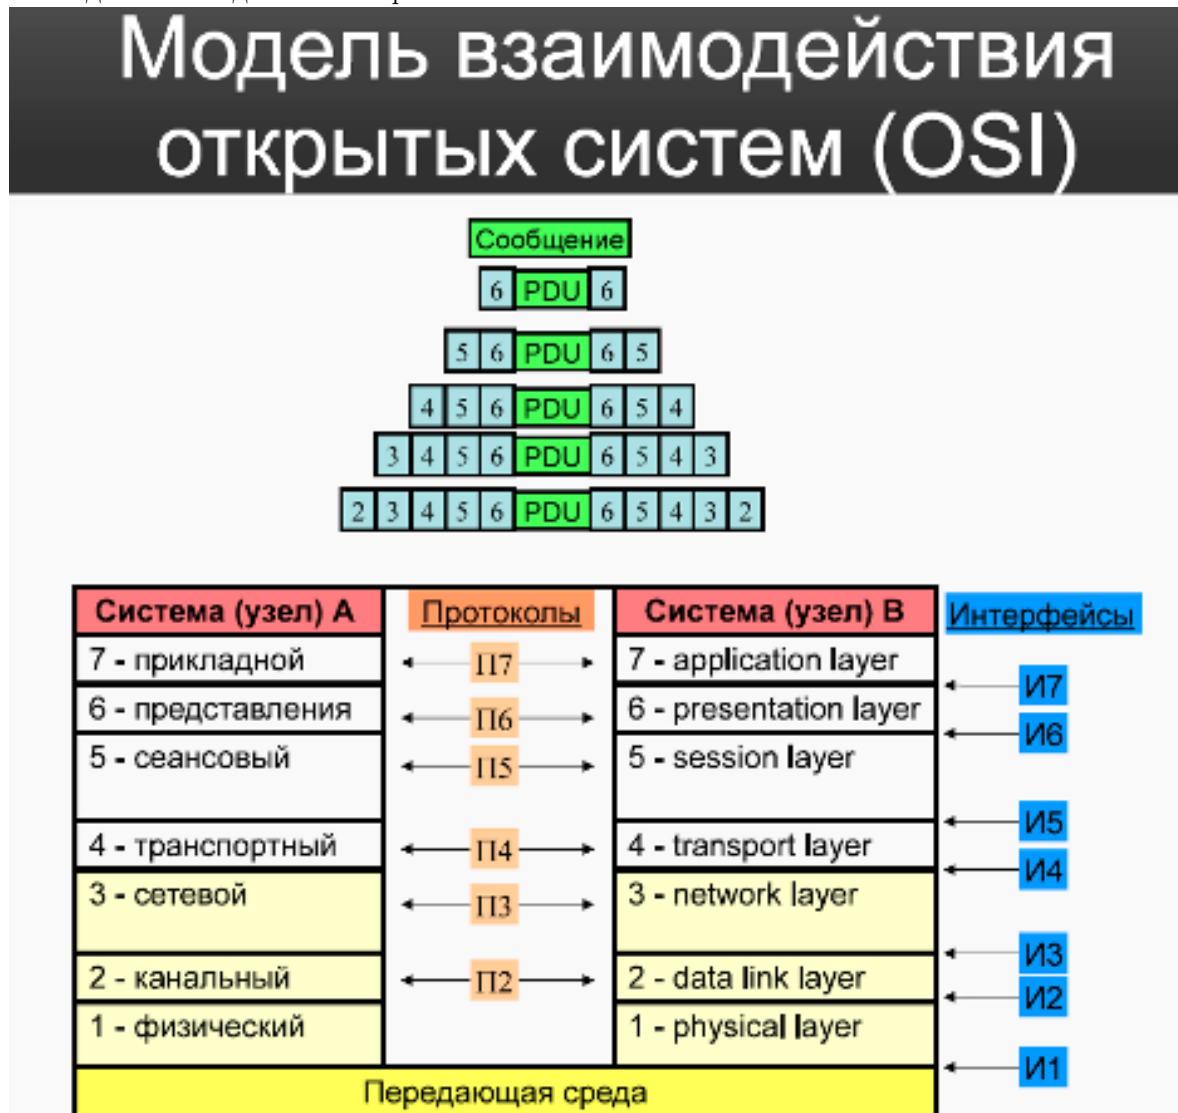 Модель взаимодействия
открытых систем (OSI)
Сообщение
6 PDU 6
5 6 PDU 6 5
4 5 6 PDU 6 5 4
3 4 5 6 PDU 6 5 4 3
2 3 4 5 6 PDU 6 5 4 3 2
Система (узел) A Протоколы Система (узел) B Интерфейсы
7 - прикладной П7 7 - application layer
И7
6 - представления П6 6 - presentation layer
И6
5 - сеансовый П5 5 - session layer
И5
4 - транспортный П4 4 - transport layer
И4
3 - сетевой П3 3 - network layer
И3
2 - канальный П2 2 - data link layer
И2
1 - физический 1 - physical layer
И1
Передающая среда